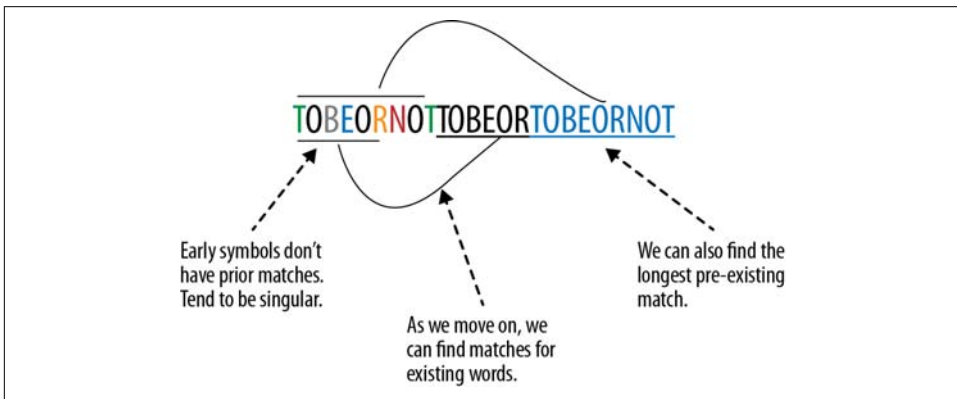 TOBEORNOTTOBEORTOBEORNOT
Early symbols don't
have prior matches.
Tend to be singular.
As we move on, we
can find matches for
existing words.
We can also find the
longest pre-existing
match.